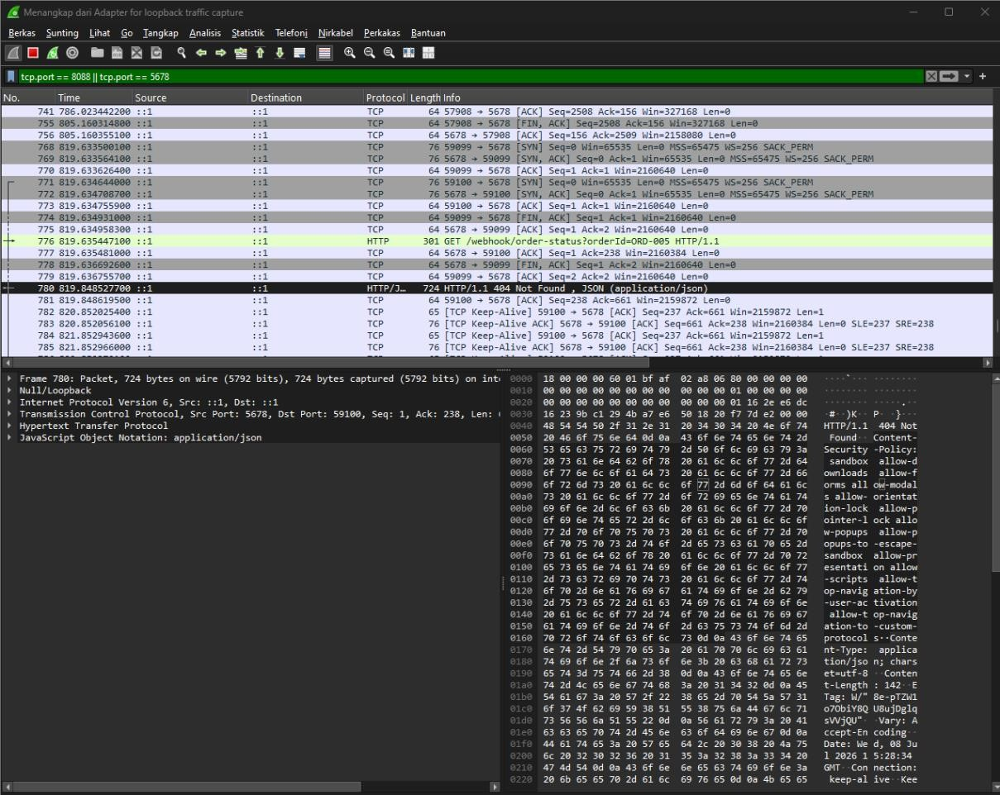 Menangkap dari Adapter for loopback traffic capture
Berkas Sunting Lihat Go Tangkap Analisis Statistik Telefoni Nirkabel Perkakas Bantuan
tcp.port == 8088 || tcp.port == 5678
No. Time Source Destination Protocol Length Info
741 786.023442200 ::1 ::1 TCP 64 57908 → 5678 [ACK] Seq=2508 Ack=156 Win=327168 Len=0
755 805.160314800 ::1 ::1 TCP 64 57908 → 5678 [FIN, ACK] Seq=2508 Ack=156 Win=327168 Len=0
756 805.160355100 ::1 ::1 TCP 64 5678 → 57908 [ACK] Seq=156 Ack=2509 Win=2158080 Len=0
768 819.633500100 ::1 ::1 TCP 76 59099 → 5678 [SYN] Seq=0 Win=65535 Len=0 MSS=65475 WS=256 SACK_PERM
769 819.633564100 ::1 ::1 TCP 76 5678 → 59099 [SYN, ACK] Seq=0 Ack=1 Win=65535 Len=0 MSS=65475 WS=256 SACK_PERM
770 819.633626400 ::1 ::1 TCP 64 59099 → 5678 [ACK] Seq=1 Ack=1 Win=2160640 Len=0
771 819.634644000 ::1 ::1 TCP 76 59100 → 5678 [SYN] Seq=0 Win=65535 Len=0 MSS=65475 WS=256 SACK_PERM
772 819.634708700 ::1 ::1 TCP 76 5678 → 59100 [SYN, ACK] Seq=0 Ack=1 Win=65535 Len=0 MSS=65475 WS=256 SACK_PERM
773 819.634755900 ::1 ::1 TCP 64 59100 → 5678 [ACK] Seq=1 Ack=1 Win=2160640 Len=0
774 819.634931000 ::1 ::1 TCP 64 59099 → 5678 [FIN, ACK] Seq=1 Ack=1 Win=2160640 Len=0
775 819.634958300 ::1 ::1 TCP 64 5678 → 59099 [ACK] Seq=1 Ack=2 Win=2160640 Len=0
776 819.635447100 ::1 ::1 HTTP 301 GET /webhook/order-status?orderId=ORD-005 HTTP/1.1
777 819.635481000 ::1 ::1 TCP 64 5678 → 59100 [ACK] Seq=1 Ack=238 Win=2160384 Len=0
778 819.636692600 ::1 ::1 TCP 64 5678 → 59099 [FIN, ACK] Seq=1 Ack=2 Win=2160640 Len=0
779 819.636755700 ::1 ::1 TCP 64 59099 → 5678 [ACK] Seq=2 Ack=2 Win=2160640 Len=0
780 819.848527700 ::1 ::1 HTTP/J… 724 HTTP/1.1 404 Not Found , JSON (application/json)
781 819.848619500 ::1 ::1 TCP 64 59100 → 5678 [ACK] Seq=238 Ack=661 Win=2159872 Len=0
782 820.852025400 ::1 ::1 TCP 65 [TCP Keep-Alive] 59100 → 5678 [ACK] Seq=237 Ack=661 Win=2159872 Len=1
783 820.852056100 ::1 ::1 TCP 76 [TCP Keep-Alive ACK] 5678 → 59100 [ACK] Seq=661 Ack=238 Win=2160384 Len=0 SLE=237 SRE=238
784 821.852943600 ::1 ::1 TCP 65 [TCP Keep-Alive] 59100 → 5678 [ACK] Seq=237 Ack=661 Win=2159872 Len=1
785 821.852966000 ::1 ::1 TCP 76 [TCP Keep-Alive ACK] 5678 → 59100 [ACK] Seq=661 Ack=238 Win=2160384 Len=0 SLE=237 SRE=238
Frame 780: Packet, 724 bytes on wire (5792 bits), 724 bytes captured (5792 bits) on int
Null/Loopback
Internet Protocol Version 6, Src: ::1, Dst: ::1
Transmission Control Protocol, Src Port: 5678, Dst Port: 59100, Seq: 1, Ack: 238, Len:
Hypertext Transfer Protocol
JavaScript Object Notation: application/json
0000 18 00 00 00 60 01 bf af 02 a8 06 80 00 00 00 00 ····`··· ········
0010 00 00 00 00 00 00 00 00 00 00 00 01 00 00 00 00 ········ ········
0020 00 00 00 00 00 00 00 00 00 00 00 01 16 2e e6 dc ········ ·····.··
0030 16 23 9b c1 29 4b a7 e6 50 18 20 f7 7d e2 00 00 ·#··)K·· P· ·}···
0040 48 54 54 50 2f 31 2e 31 20 34 30 34 20 4e 6f 74 HTTP/1.1 404 Not
0050 20 46 6f 75 6e 64 0d 0a 43 6f 6e 74 65 6e 74 2d Found·· Content-
0060 53 65 63 75 72 69 74 79 2d 50 6f 6c 69 63 79 3a Security -Policy:
0070 20 73 61 6e 64 62 6f 78 20 61 6c 6c 6f 77 2d 64 sandbox allow-d
0080 6f 77 6e 6c 6f 61 64 73 20 61 6c 6c 6f 77 2d 66 ownloads allow-f
0090 6f 72 6d 73 20 61 6c 6c 6f 77 2d 6d 6f 64 61 6c orms all ow-modal
00a0 73 20 61 6c 6c 6f 77 2d 6f 72 69 65 6e 74 61 74 s allow- orientat
00b0 69 6f 6e 2d 6c 6f 63 6b 20 61 6c 6c 6f 77 2d 70 ion-lock allow-p
00c0 6f 69 6e 74 65 72 2d 6c 6f 63 6b 20 61 6c 6c 6f ointer-l ock allo
00d0 77 2d 70 6f 70 75 70 73 20 61 6c 6c 6f 77 2d 70 w-popups allow-p
00e0 6f 70 75 70 73 2d 74 6f 2d 65 73 63 61 70 65 2d opups-to -escape-
00f0 73 61 6e 64 62 6f 78 20 61 6c 6c 6f 77 2d 70 72 sandbox allow-pr
0100 65 73 65 6e 74 61 74 69 6f 6e 20 61 6c 6c 6f 77 esentati on allow
0110 2d 73 63 72 69 70 74 73 20 61 6c 6c 6f 77 2d 74 -scripts allow-t
0120 6f 70 2d 6e 61 76 69 67 61 74 69 6f 6e 2d 62 79 op-navig ation-by
0130 2d 75 73 65 72 2d 61 63 74 69 76 61 74 69 6f 6e -user-ac tivation
0140 20 61 6c 6c 6f 77 2d 74 6f 70 2d 6e 61 76 69 67 allow-t op-navig
0150 61 74 69 6f 6e 2d 74 6f 2d 63 75 73 74 6f 6d 2d ation-to -custom-
0160 70 72 6f 74 6f 63 6f 6c 73 0d 0a 43 6f 6e 74 65 protocol s··Conte
0170 6e 74 2d 54 79 70 65 3a 20 61 70 70 6c 69 63 61 nt-Type: applica
0180 74 69 6f 6e 2f 6a 73 6f 6e 3b 20 63 68 61 72 73 tion/jso n; chars
0190 65 74 3d 75 74 66 2d 38 0d 0a 43 6f 6e 74 65 6e et=utf-8 ··Conten
01a0 74 2d 4c 65 6e 67 74 68 3a 20 31 34 32 0d 0a 45 t-Length : 142··E
01b0 54 61 67 3a 20 57 2f 22 38 65 2d 70 54 5a 57 31 Tag: W/" 8e-pTZW1
01c0 6f 37 4f 62 69 59 38 51 55 38 75 6a 44 67 6c 71 o7ObiY8Q U8ujDglq
01d0 73 56 56 6a 51 55 22 0d 0a 56 61 72 79 3a 20 41 sVVjQU"· ·Vary: A
01e0 63 63 65 70 74 2d 45 6e 63 6f 64 69 6e 67 0d 0a ccept-En coding··
01f0 44 61 74 65 3a 20 57 65 64 2c 20 30 38 20 4a 75 Date: We d, 08 Ju
0200 6c 20 32 30 32 36 20 31 35 3a 32 38 3a 33 34 20 l 2026 1 5:28:34
0210 47 4d 54 0d 0a 43 6f 6e 6e 65 63 74 69 6f 6e 3a GMT··Con nection:
0220 20 6b 65 65 70 2d 61 6c 69 76 65 0d 0a 4b 65 65 keep-al ive··Kee